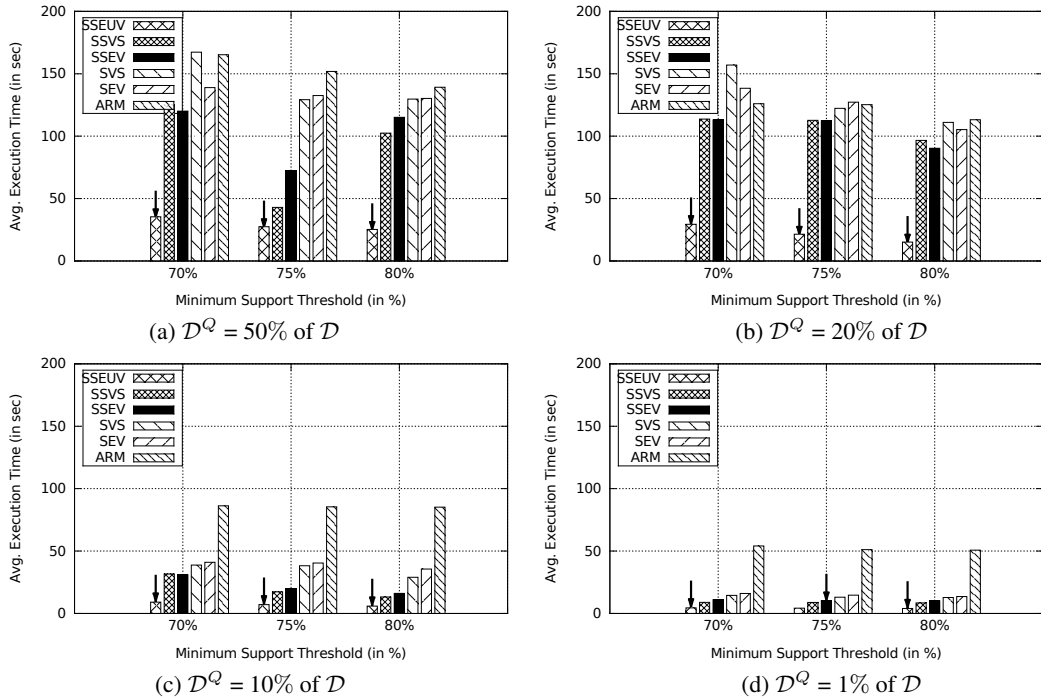 200
150
100
50
0
Avg. Execution Time (in sec)
SSEUV
SSVS
SSEV
SVS
SEV
ARM
70% 75% 80%
Minimum Support Threshold (in %)
(a) 𝒟^Q = 50% of 𝒟
200
150
100
50
0
Avg. Execution Time (in sec)
SSEUV
SSVS
SSEV
SVS
SEV
ARM
70% 75% 80%
Minimum Support Threshold (in %)
(b) 𝒟^Q = 20% of 𝒟
200
150
100
50
0
Avg. Execution Time (in sec)
SSEUV
SSVS
SSEV
SVS
SEV
ARM
70% 75% 80%
Minimum Support Threshold (in %)
(c) 𝒟^Q = 10% of 𝒟
200
150
100
50
0
Avg. Execution Time (in sec)
SSEUV
SSVS
SSEV
SVS
SEV
ARM
70% 75% 80%
Minimum Support Threshold (in %)
(d) 𝒟^Q = 1% of 𝒟